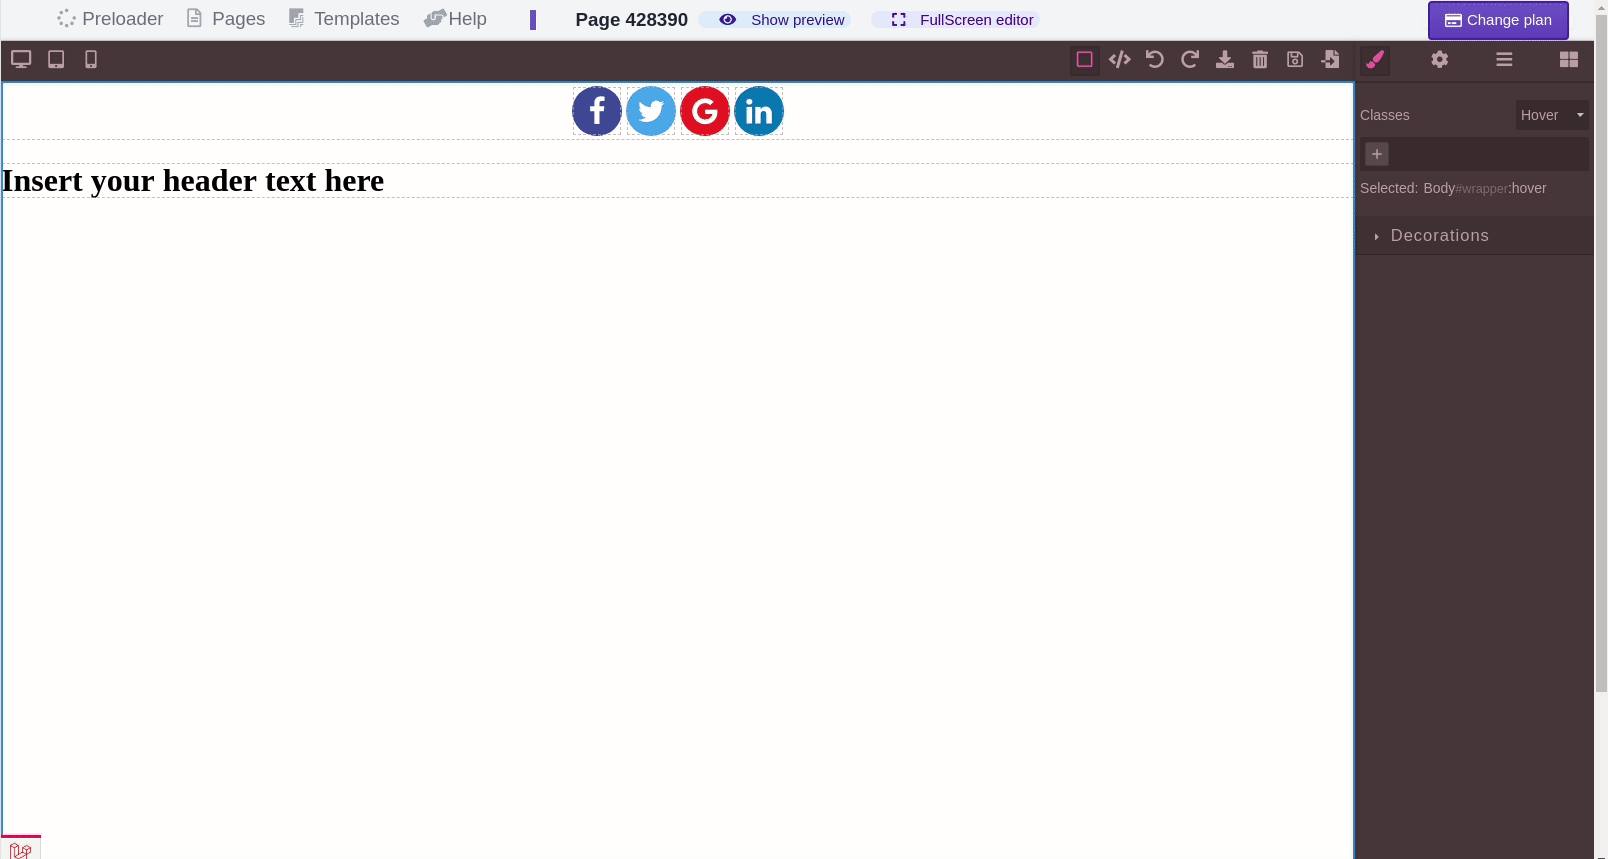 Preloader Pages Templates Help Page 428390 Show preview FullScreen editor Change plan
Classes Hover
Insert your header text here
Selected: Body#wrapper:hover
Decorations